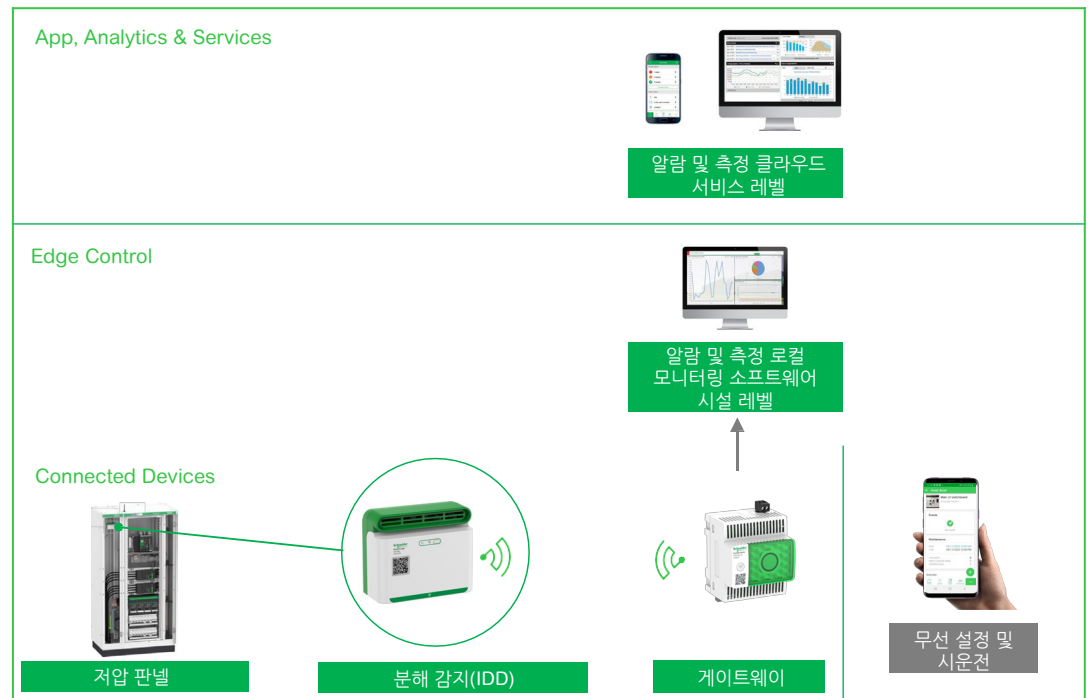 App, Analytics & Services
알람 및 측정 클라우드
서비스 레벨
Edge Control
알람 및 측정 로컬
모니터링 소프트웨어
시설 레벨
Connected Devices
저압 판넬
분해 감지(IDD)
게이트웨이
무선 설정 및
시운전